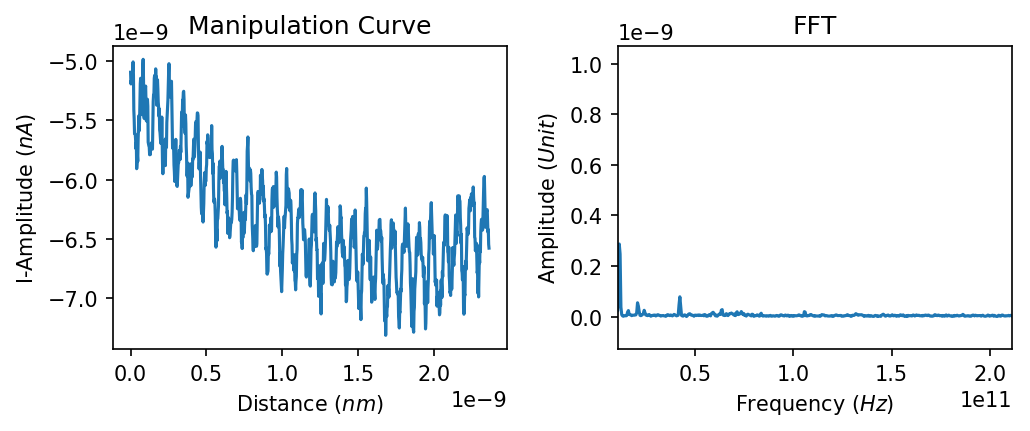 Manipulation Curve
1e−9
−5.0
−5.5
−6.0
−6.5
−7.0
I-Amplitude (nA)
0.0 0.5 1.0 1.5 2.0
1e−9
Distance (nm)
FFT
1e−9
1.0
0.8
0.6
0.4
0.2
0.0
Amplitude (Unit)
0.5 1.0 1.5 2.0
1e11
Frequency (Hz)